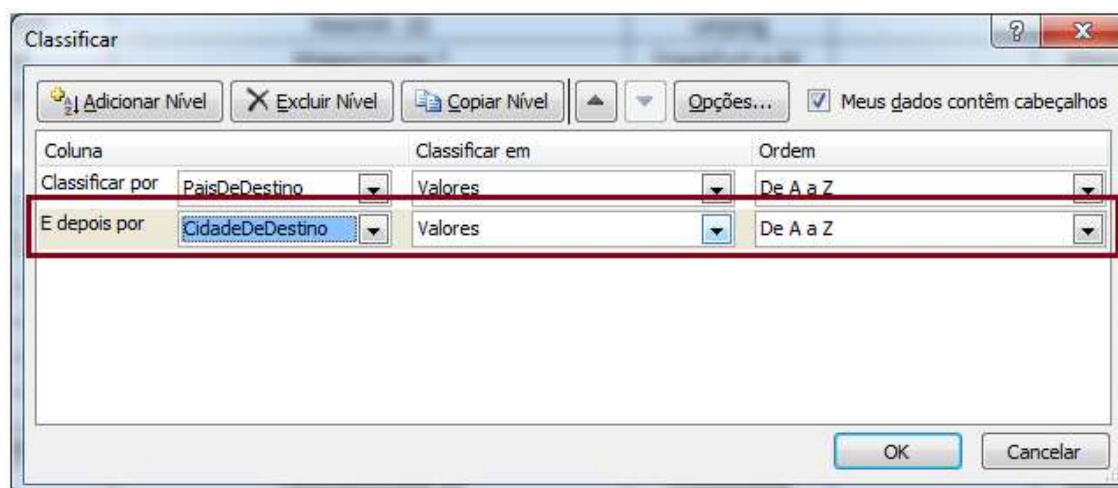 Classificar
Adicionar Nível Excluir Nível Copiar Nível Opções... Meus dados contêm cabeçalhos
Coluna Classificar em Ordem
Classificar por PaisDeDestino Valores De A a Z
E depois por CidadeDeDestino Valores De A a Z
OK Cancelar